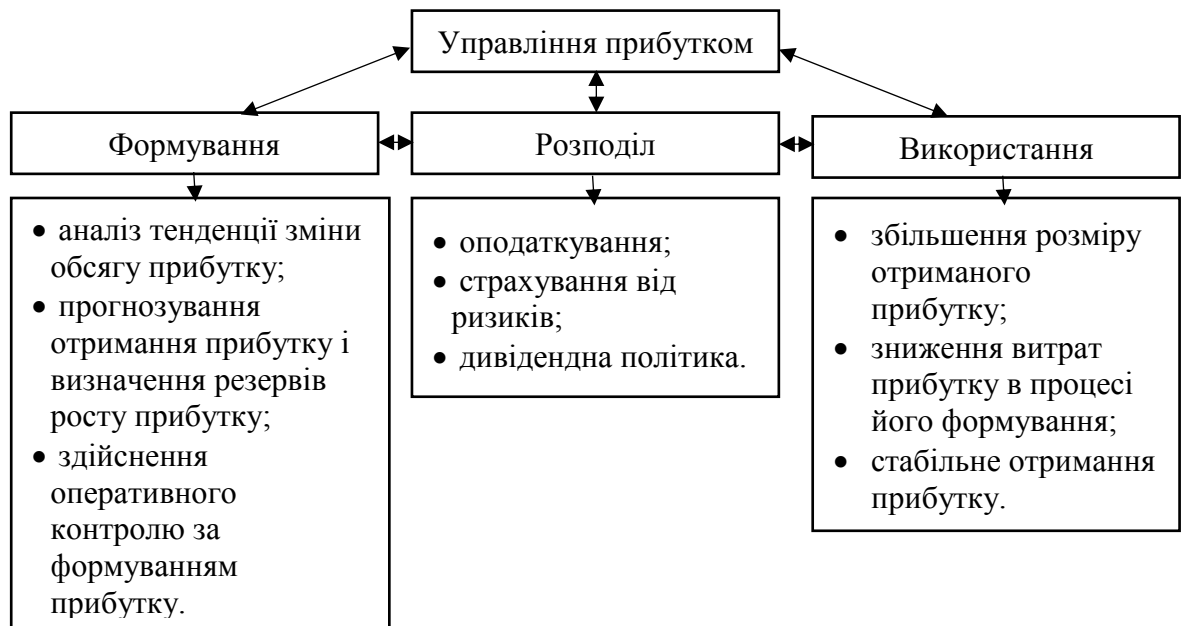 Управління прибутком
Формування
Розподіл
Використання
• аналіз тенденції зміни
обсягу прибутку;
• прогнозування
отримання прибутку і
визначення резервів
росту прибутку;
• здійснення
оперативного
контролю за
формуванням
прибутку.
• оподаткування;
• страхування від
ризиків;
• дивідендна політика.
• збільшення розміру
отриманого
прибутку;
• зниження витрат
прибутку в процесі
його формування;
• стабільне отримання
прибутку.